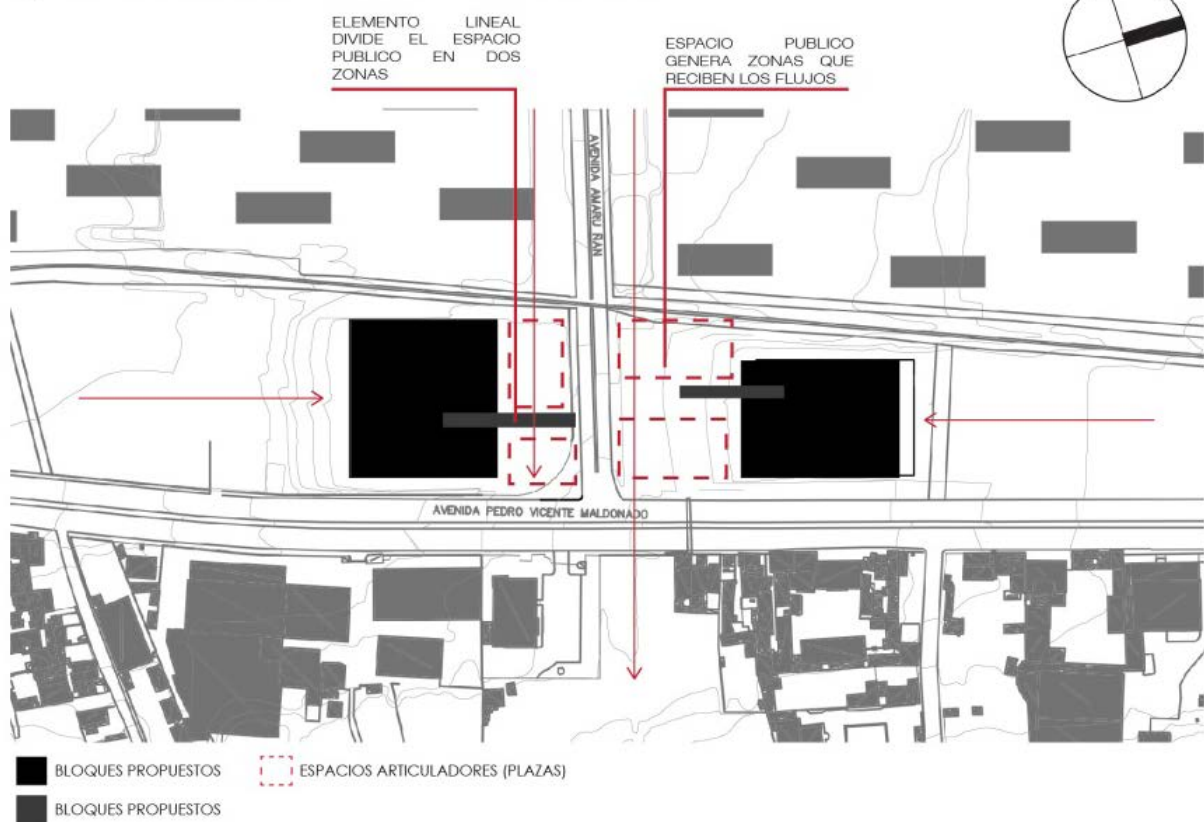 ELEMENTO LINEAL
DIVIDE EL ESPACIO
PUBLICO EN DOS
ZONAS
ESPACIO PUBLICO
GENERA ZONAS QUE
RECIBEN LOS FLUJOS
AVENIDA AMARU ÑAN
AVENIDA PEDRO VICENTE MALDONADO
BLOQUES PROPUESTOS
ESPACIOS ARTICULADORES (PLAZAS)
BLOQUES PROPUESTOS